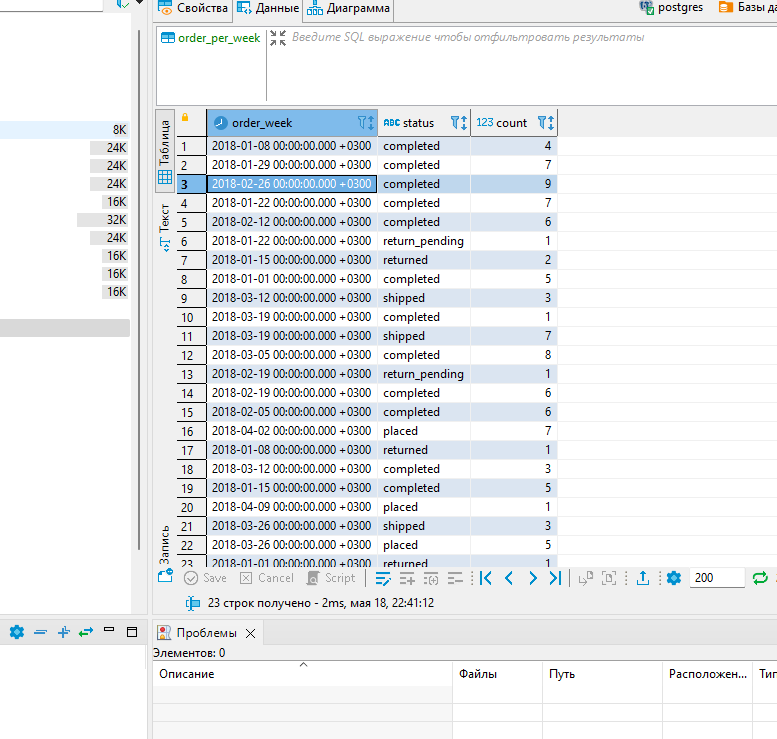 Свойства Данные Диаграмма postgres Базы да
order_per_week Введите SQL выражение чтобы отфильтровать результаты
Таблица
Текст
Запись
order_week ABC status 123 count
8K
24K
24K
24K
16K
32K
24K
16K
16K
16K
1 2018-01-08 00:00:00.000 +0300 completed 4
2 2018-01-29 00:00:00.000 +0300 completed 7
3 2018-02-26 00:00:00.000 +0300 completed 9
4 2018-01-22 00:00:00.000 +0300 completed 7
5 2018-02-12 00:00:00.000 +0300 completed 6
6 2018-01-22 00:00:00.000 +0300 return_pending 1
7 2018-01-15 00:00:00.000 +0300 returned 2
8 2018-01-01 00:00:00.000 +0300 completed 5
9 2018-03-12 00:00:00.000 +0300 shipped 3
10 2018-03-19 00:00:00.000 +0300 completed 1
11 2018-03-19 00:00:00.000 +0300 shipped 7
12 2018-03-05 00:00:00.000 +0300 completed 8
13 2018-02-19 00:00:00.000 +0300 return_pending 1
14 2018-02-19 00:00:00.000 +0300 completed 6
15 2018-02-05 00:00:00.000 +0300 completed 6
16 2018-04-02 00:00:00.000 +0300 placed 7
17 2018-01-08 00:00:00.000 +0300 returned 1
18 2018-03-12 00:00:00.000 +0300 completed 3
19 2018-01-15 00:00:00.000 +0300 completed 5
20 2018-04-09 00:00:00.000 +0300 placed 1
21 2018-03-26 00:00:00.000 +0300 shipped 3
22 2018-03-26 00:00:00.000 +0300 placed 5
23 2018-01-01 00:00:00.000 +0300 returned 1
Save Cancel Script 200
23 строк получено - 2ms, мая 18, 22:41:12
Проблемы
Элементов: 0
Описание Файлы Путь Расположен... Тип